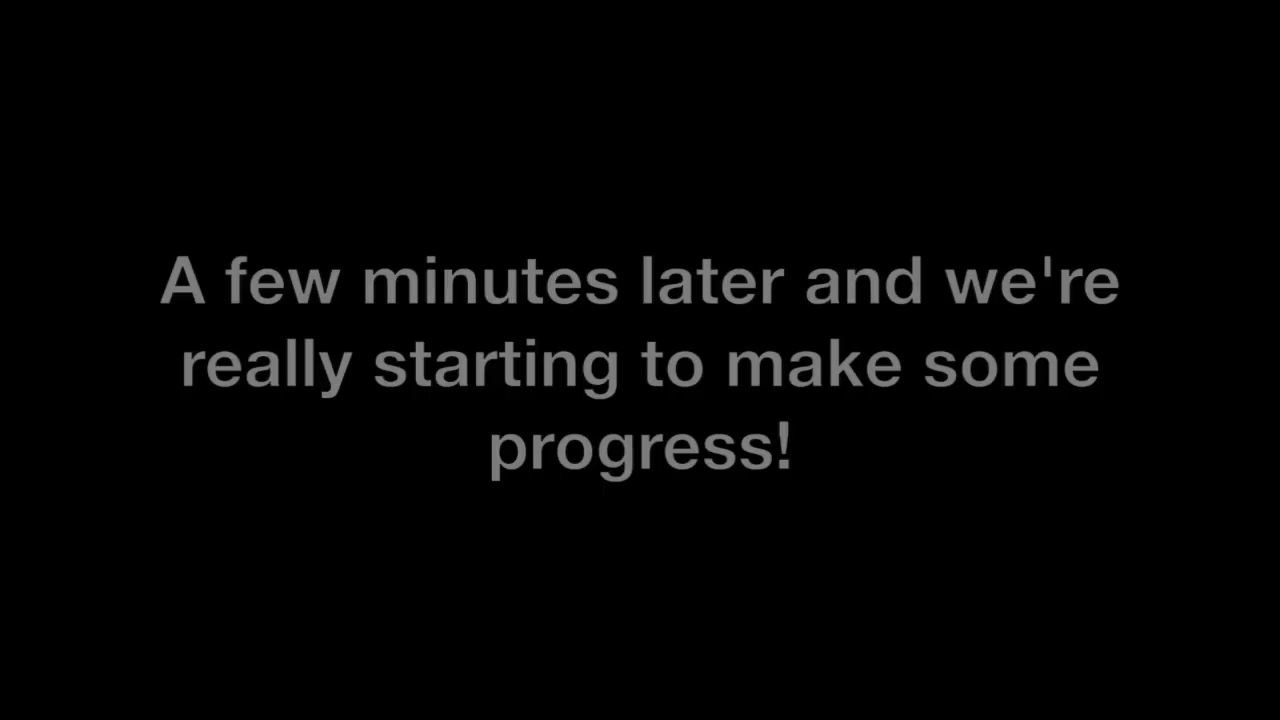 A few minutes later and we're
really starting to make some
progress!